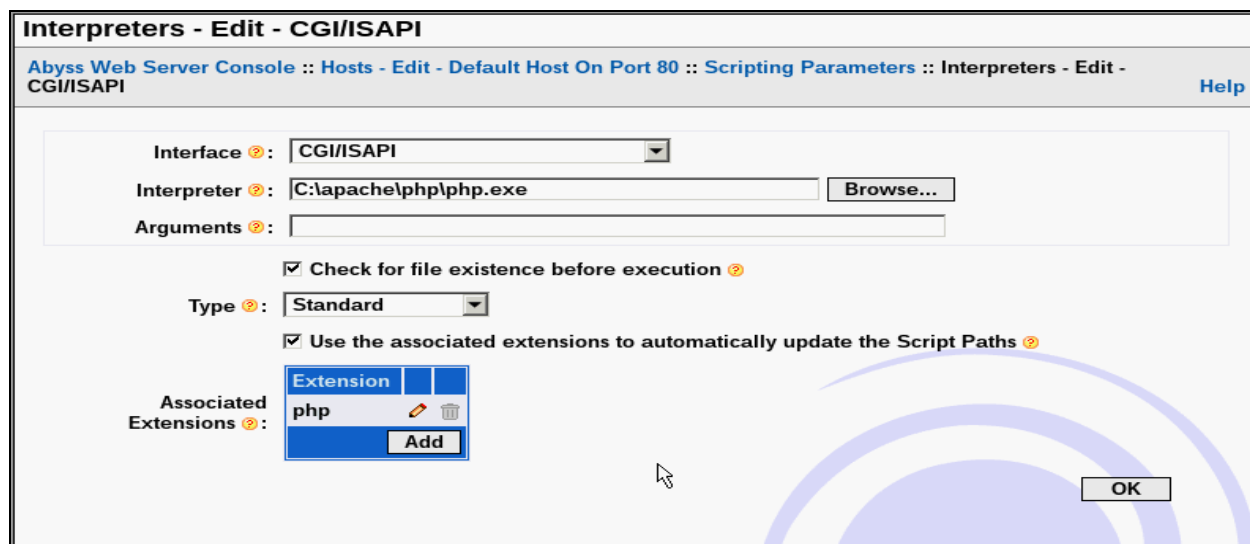 Interpreters - Edit - CGI/ISAPI
Abyss Web Server Console :: Hosts - Edit - Default Host On Port 80 :: Scripting Parameters :: Interpreters - Edit -
CGI/ISAPI
Help
Interface ?: CGI/ISAPI
Interpreter ?: C:\apache\php\php.exe Browse...
Arguments ?:
Check for file existence before execution ?
Type ?: Standard
Use the associated extensions to automatically update the Script Paths ?
Associated
Extensions ?:
Extension
php
Add
OK